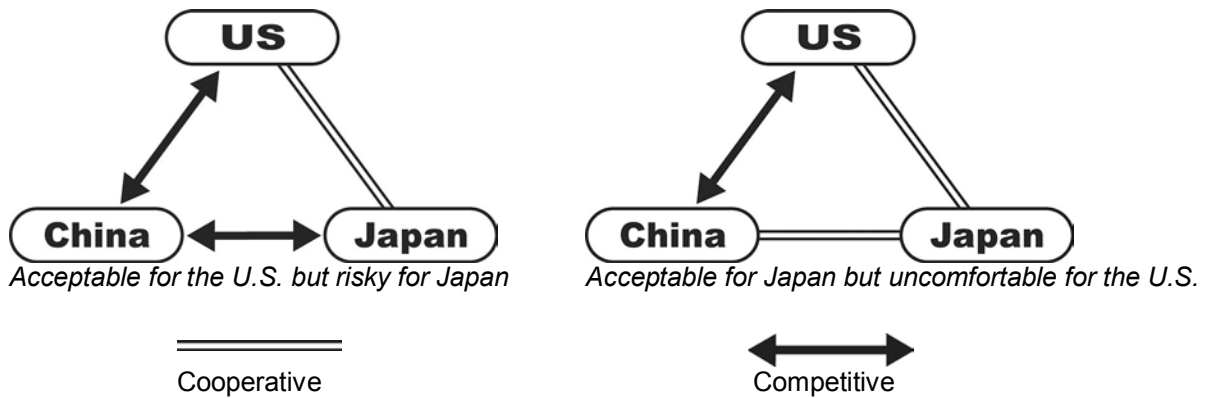 US
China
Japan
Acceptable for the U.S. but risky for Japan
US
China
Japan
Acceptable for Japan but uncomfortable for the U.S.
Cooperative
Competitive